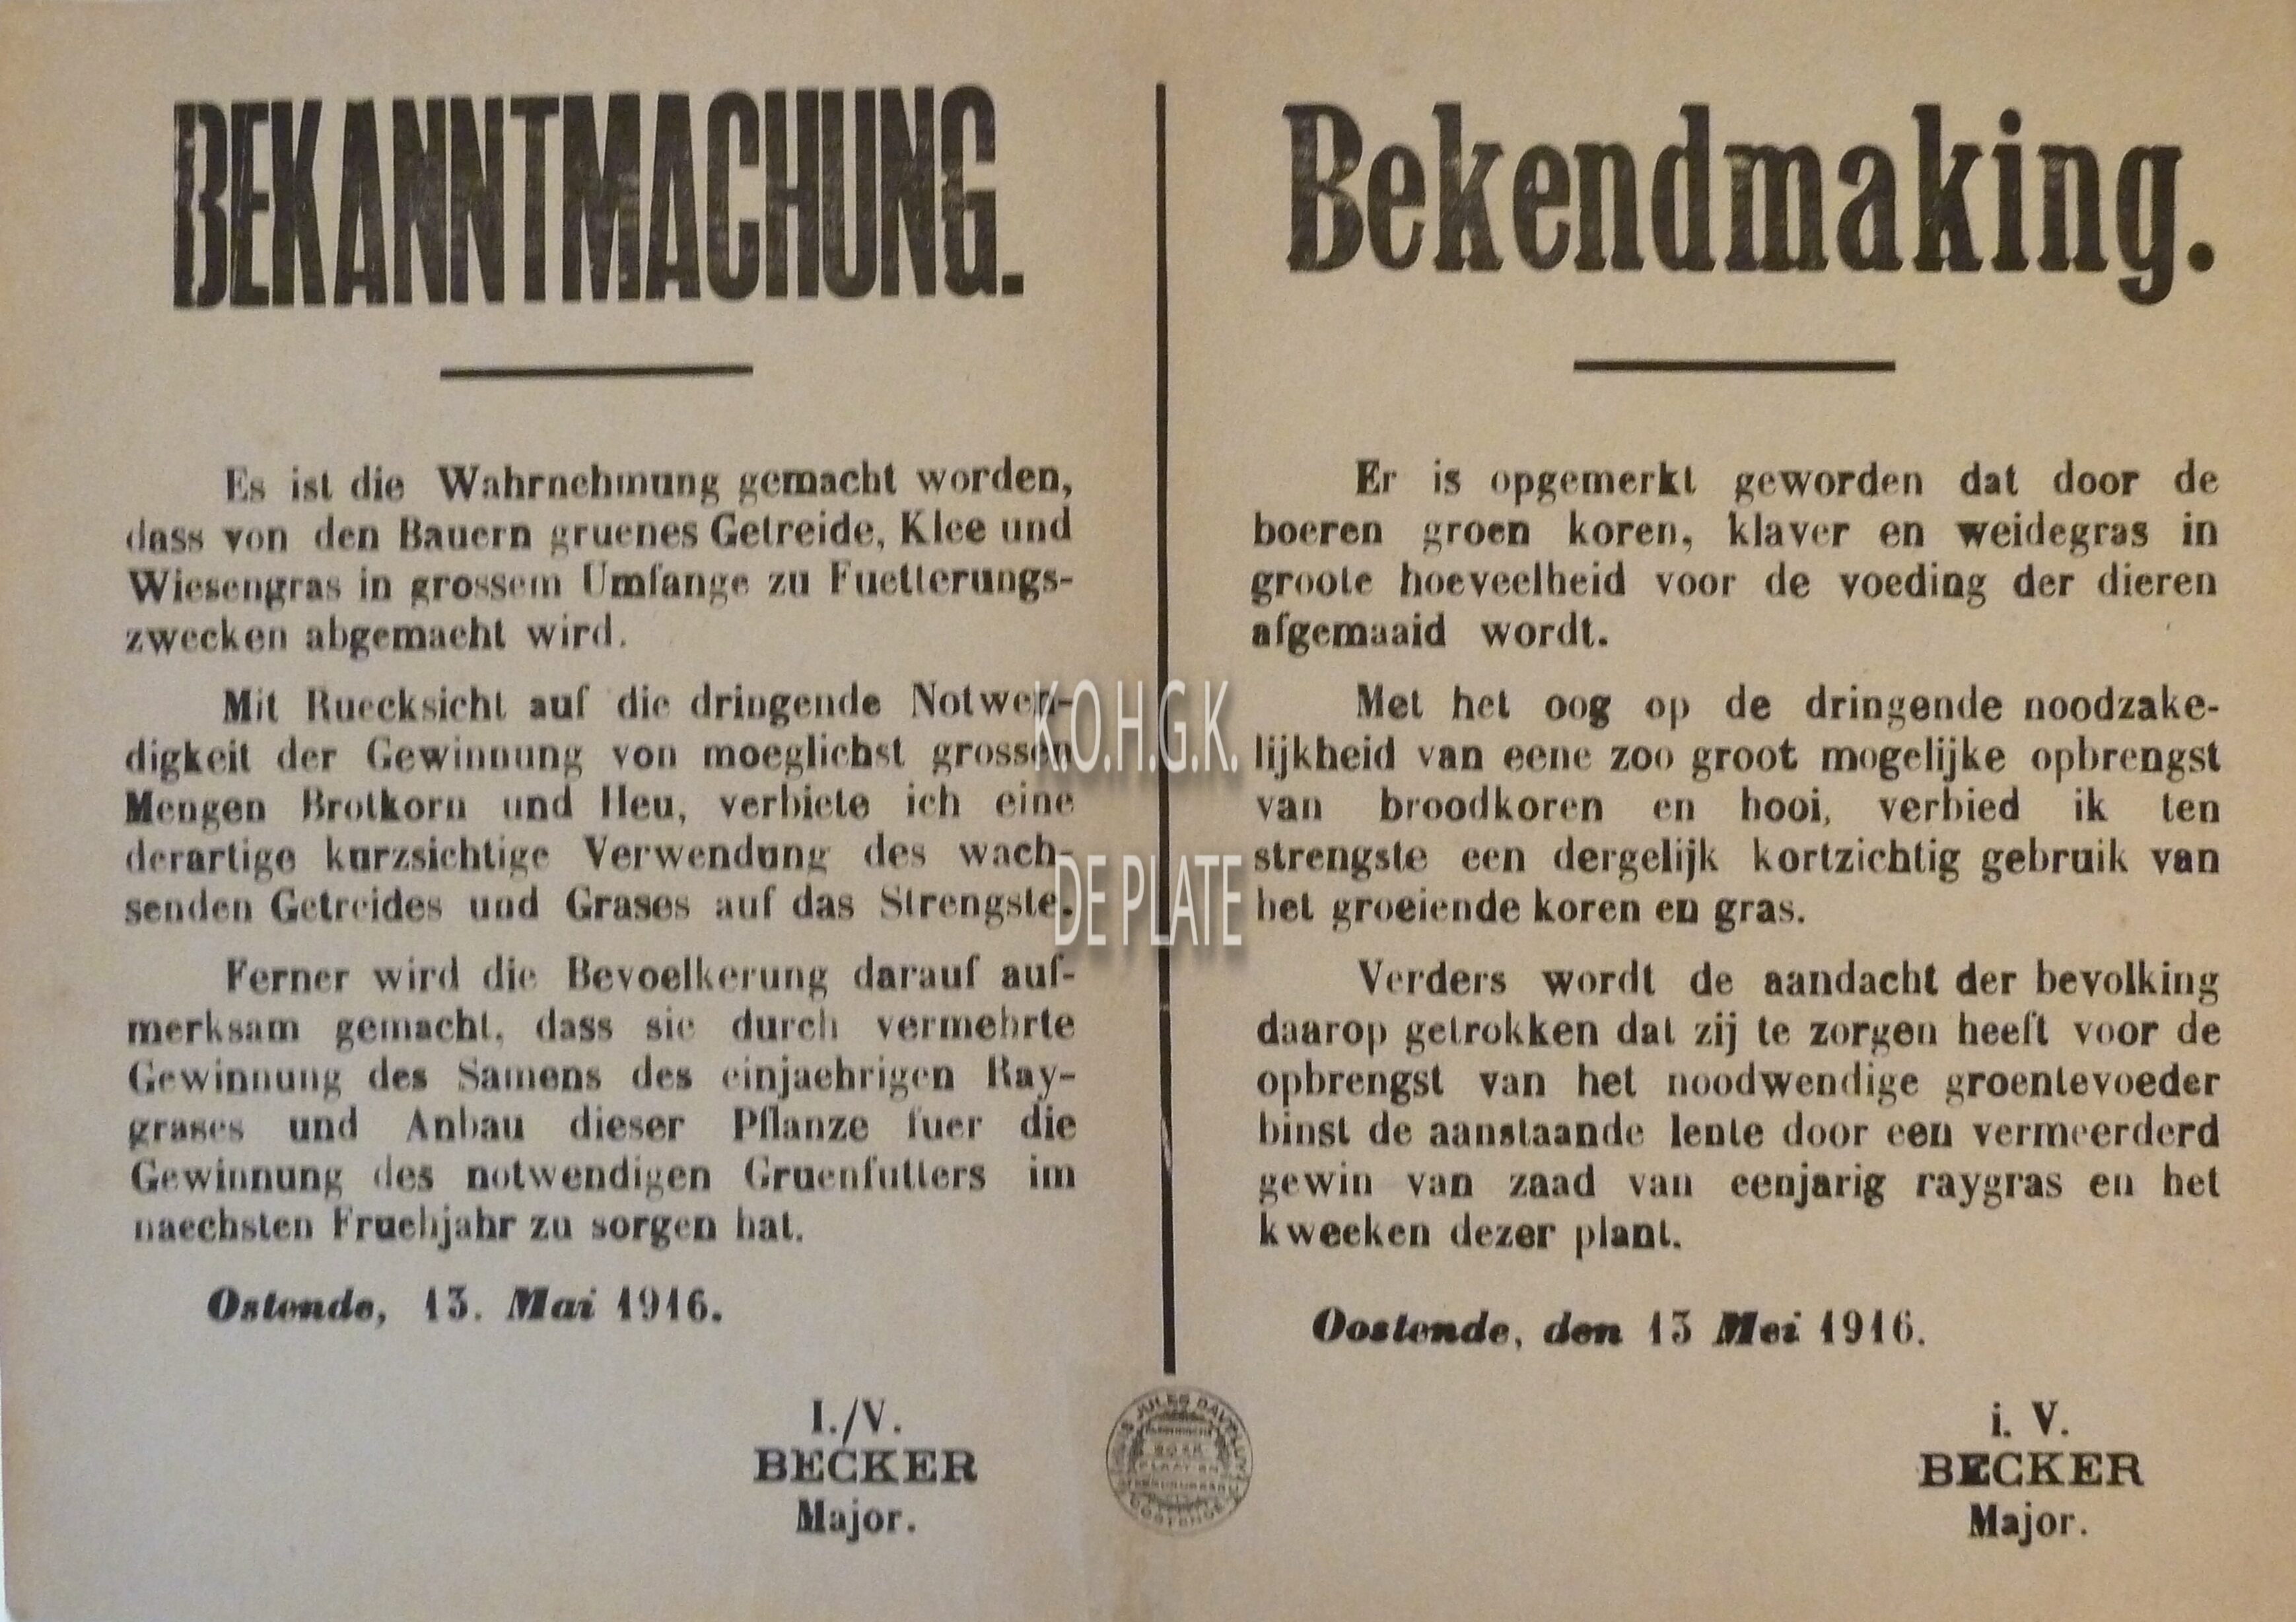 BEKANNTMACHUNG.
Es ist die Wahrnehmung gemacht worden,
dass von den Bauern gruenes Getreide, Klee und
Wiesengras in grossem Umfange zu Fuetterungs-
zwecken abgemacht wird.
Mit Ruecksicht auf die dringende Notwen-
digkeit der Gewinnung von moeglichst grossen
Mengen Brotkorn und Heu, verbiete ich eine
derartige kurzsichtige Verwendung des wach-
senden Getreides und Grases auf das Strengste.
Ferner wird die Bevoelkerung darauf auf-
merksam gemacht, dass sie durch vermehrte
Gewinnung des Samens des einjaehrigen Ray-
grases und Anbau dieser Pflanze fuer die
Gewinnung des notwendigen Gruenfutters im
naechsten Fruehjahr zu sorgen hat.
Ostende, 13. Mai 1916.
I./V.
BECKER
Major.
Bekendmaking.
Er is opgemerkt geworden dat door de
boeren groen koren, klaver en weidegras in
groote hoeveelheid voor de voeding der dieren
afgemaaid wordt.
Met het oog op de dringende noodzake-
lijkheid van eene zoo groot mogelijke opbrengst
van broodkoren en hooi, verbied ik ten
strengste een dergelijk kortzichtig gebruik van
het groeiende koren en gras.
Verders wordt de aandacht der bevolking
daarop getrokken dat zij te zorgen heeft voor de
opbrengst van het noodwendige groentevoeder
binst de aanstaande lente door een vermeerderd
gewin van zaad van eenjarig raygras en het
kweeken dezer plant.
Oostende, den 13 Mei 1916.
i. V.
BECKER
Major.
K.O.H.G.K.
DE PLATE
JULES